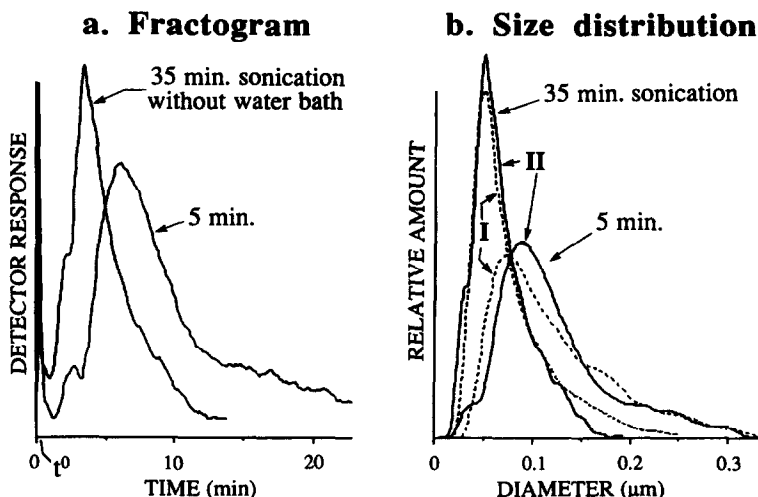 a. Fractogram
35 min. sonication
without water bath
5 min.
DETECTOR RESPONSE
0
t⁰
10
20
TIME (min)
b. Size distribution
35 min. sonication
II
I
5 min.
RELATIVE AMOUNT
0
0.1
0.2
0.3
DIAMETER (μm)